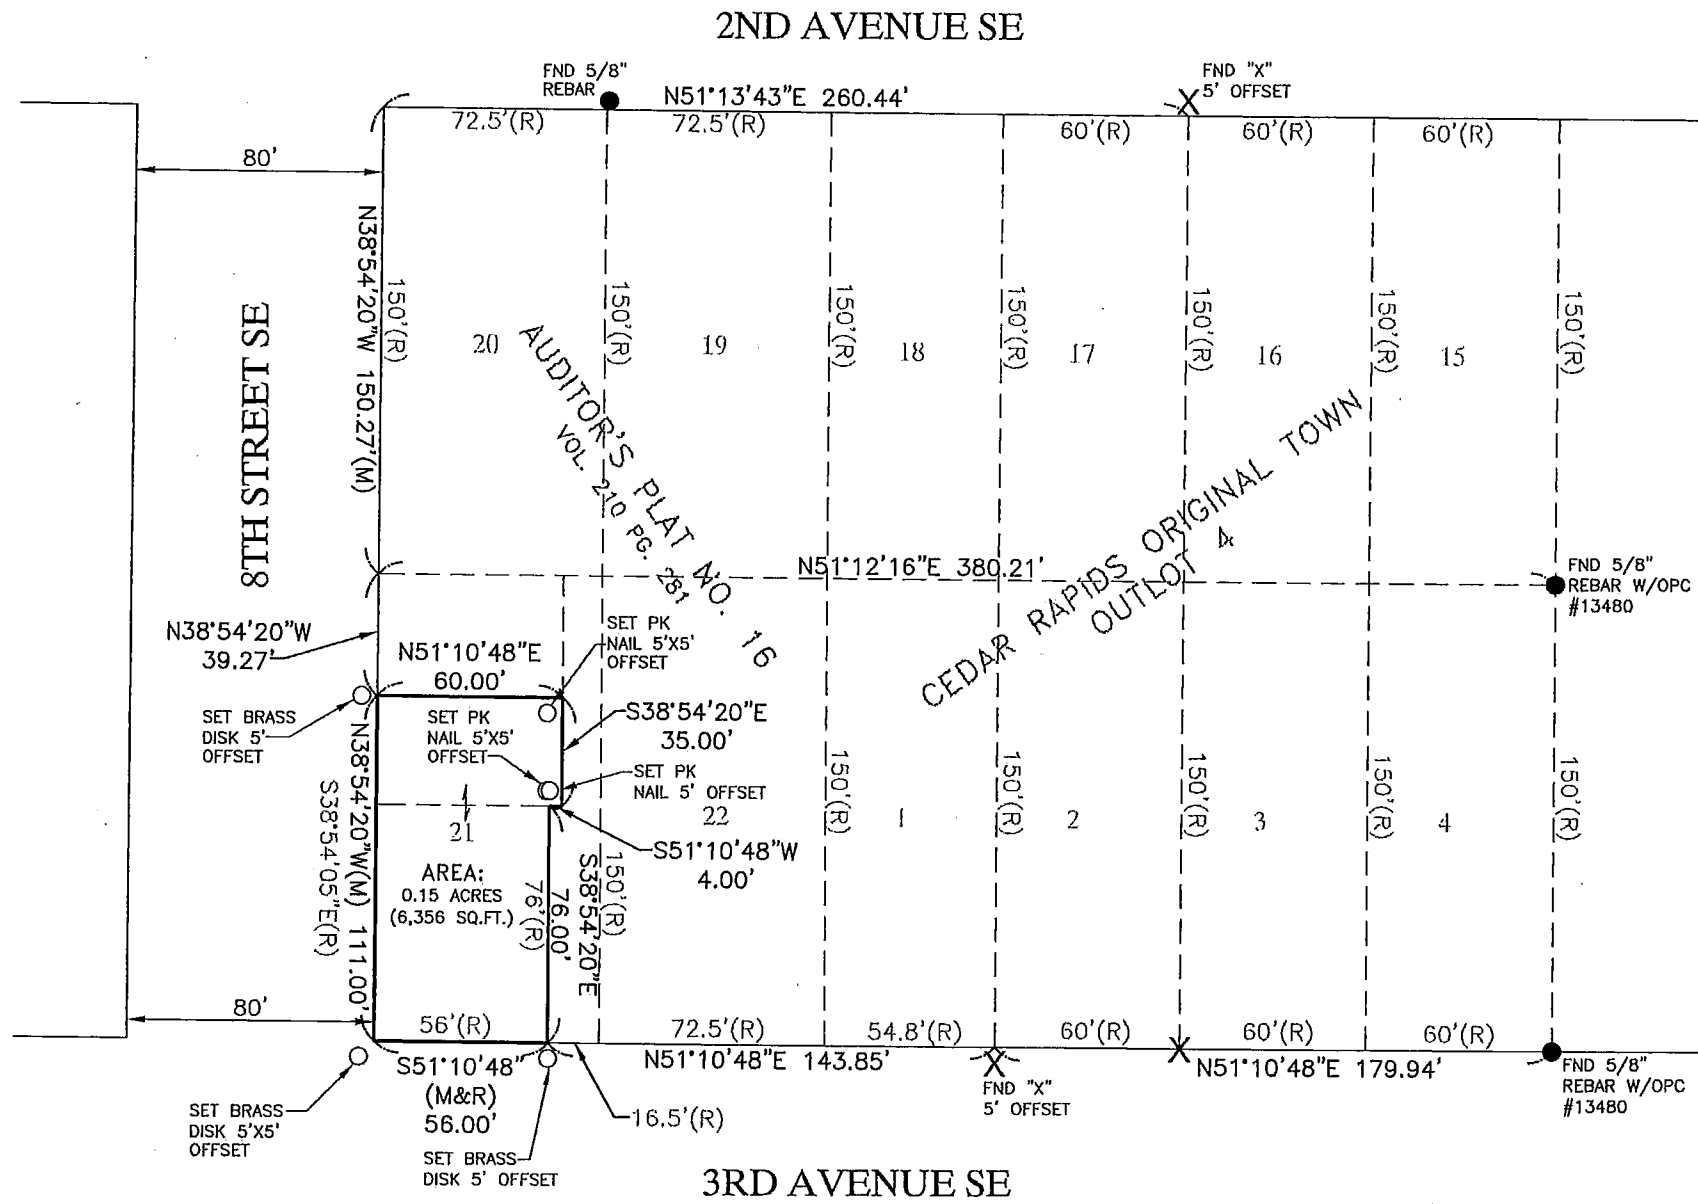 2ND AVENUE SE
FND 5/8"
REBAR
FND "X"
5' OFFSET
N51°13'43"E 260.44'
72.5'(R)
72.5'(R)
60'(R)
60'(R)
60'(R)
80'
N38°54'20"W 150.27'(M)
150'(R)
150'(R)
150'(R)
150'(R)
150'(R)
150'(R)
150'(R)
8TH STREET SE
20
19
18
17
16
15
AUDITOR'S PLAT NO. 16
VOL. 210 PG. 281
CEDAR RAPIDS ORIGINAL TOWN
OUTLOT 4
N51°12'16"E 380.21'
FND 5/8"
REBAR W/OPC
#13480
N38°54'20"W
39.27'
N51°10'48"E
60.00'
SET PK
NAIL 5'X5'
OFFSET
SET BRASS
DISK 5'
OFFSET
SET PK
NAIL 5'X5'
OFFSET
S38°54'20"E
35.00'
SET PK
NAIL 5' OFFSET
N38°54'20"W(M) 111.00'
S38°54'05"E(R)
21
22
1
2
3
4
150'(R)
150'(R)
150'(R)
150'(R)
150'(R)
150'(R)
S51°10'48"W
4.00'
AREA:
0.15 ACRES
(6,356 SQ.FT.)
76'(R)
76.00'
S38°54'20"E
80'
56'(R)
72.5'(R)
54.8'(R)
60'(R)
60'(R)
60'(R)
S51°10'48"
(M&R)
56.00'
N51°10'48"E 143.85'
N51°10'48"E 179.94'
FND "X"
5' OFFSET
FND 5/8"
REBAR W/OPC
#13480
16.5'(R)
SET BRASS
DISK 5'X5'
OFFSET
SET BRASS
DISK 5' OFFSET
3RD AVENUE SE